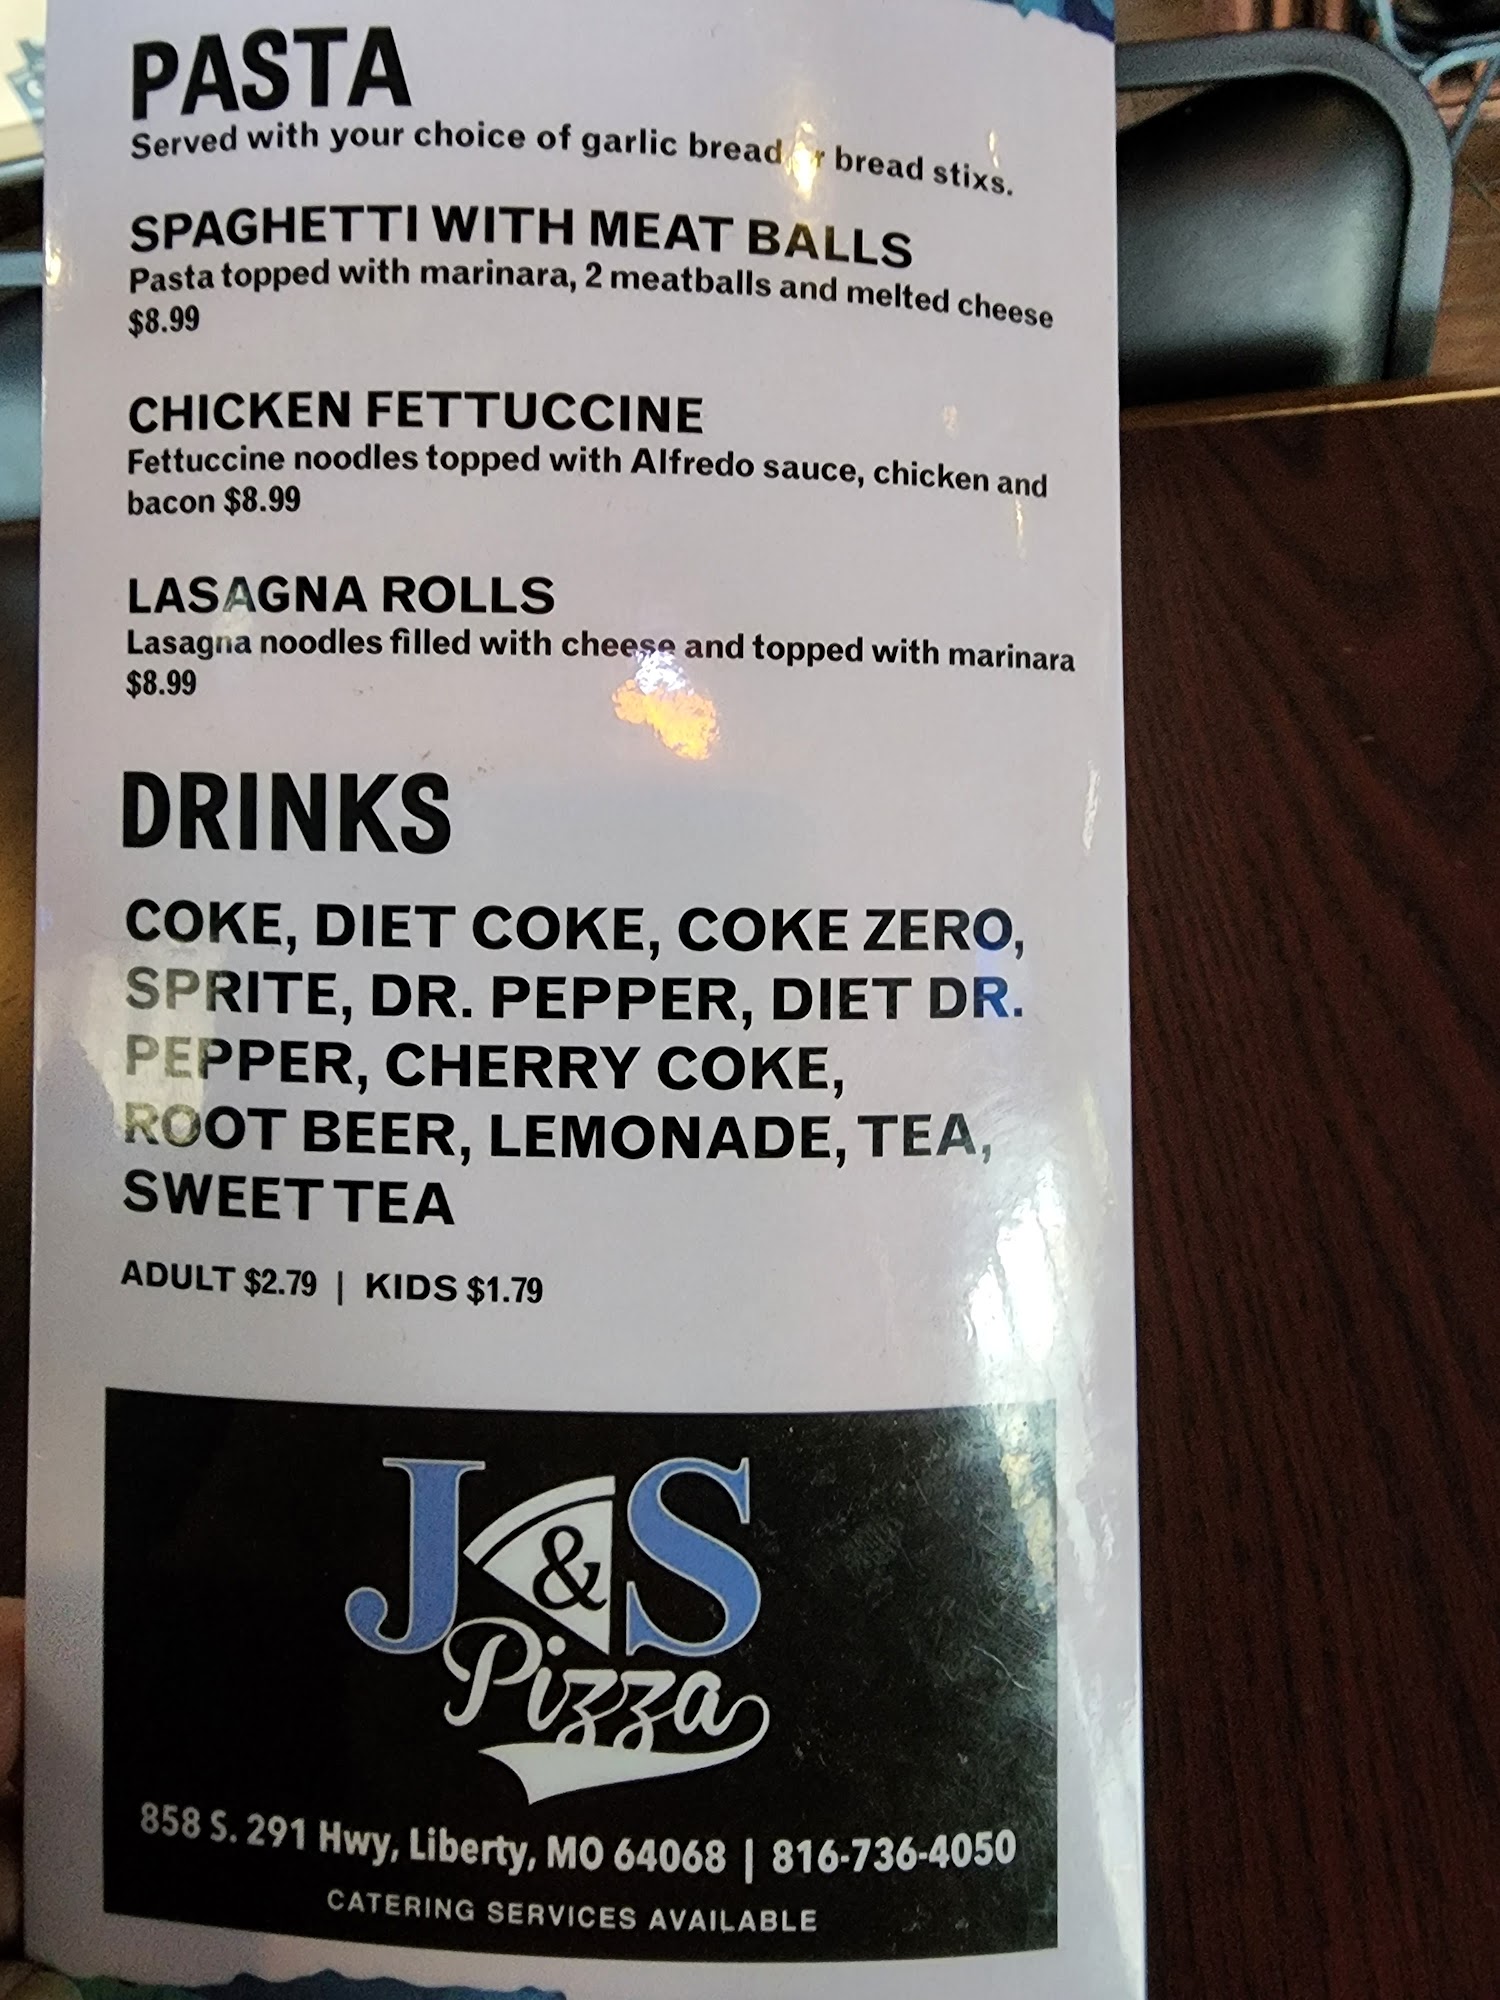 PASTA
Served with your choice of garlic bread or bread stixs.
SPAGHETTI WITH MEAT BALLS
Pasta topped with marinara, 2 meatballs and melted cheese
$8.99
CHICKEN FETTUCCINE
Fettuccine noodles topped with Alfredo sauce, chicken and
bacon $8.99
LASAGNA ROLLS
Lasagna noodles filled with cheese and topped with marinara
$8.99
DRINKS
COKE, DIET COKE, COKE ZERO,
SPRITE, DR. PEPPER, DIET DR.
PEPPER, CHERRY COKE,
ROOT BEER, LEMONADE, TEA,
SWEET TEA
ADULT $2.79 | KIDS $1.79
J&S
Pizza
858 S. 291 Hwy, Liberty, MO 64068 | 816-736-4050
CATERING SERVICES AVAILABLE